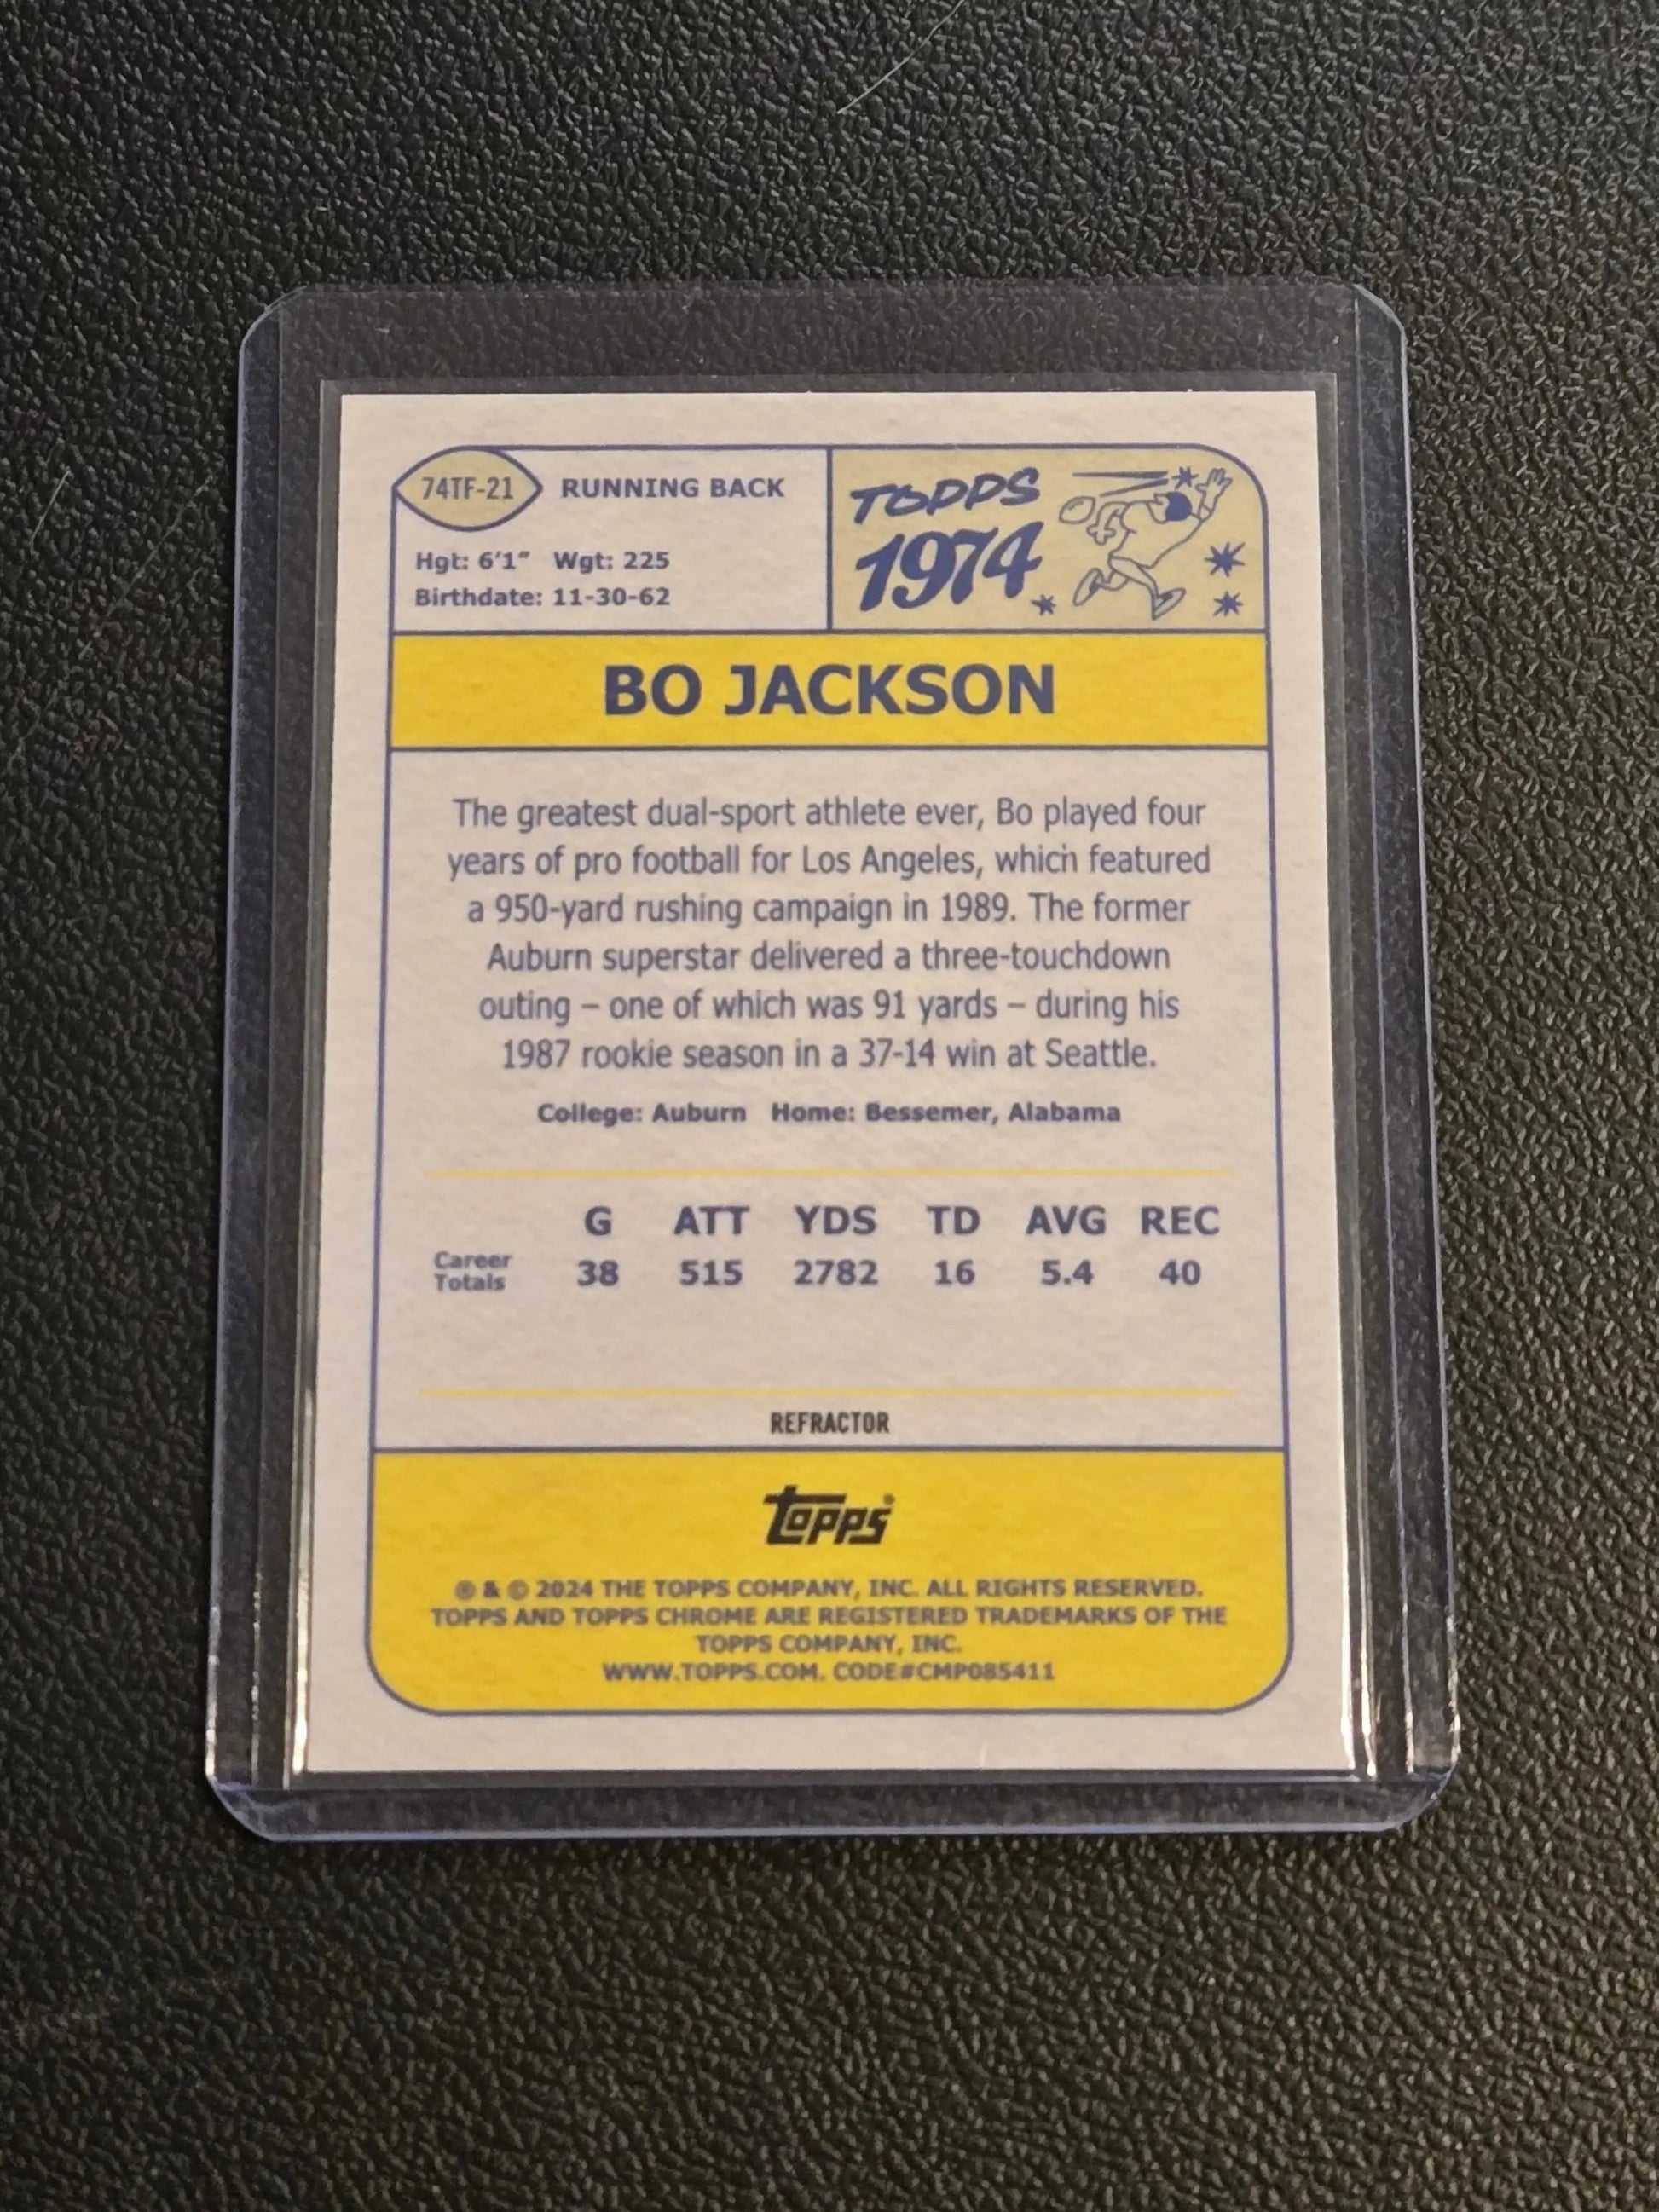 74TF-21 RUNNING BACK
Hgt: 6'1" Wgt: 225
Birthdate: 11-30-62
TOPPS
1974
BO JACKSON
The greatest dual-sport athlete ever, Bo played four
years of pro football for Los Angeles, which featured
a 950-yard rushing campaign in 1989. The former
Auburn superstar delivered a three-touchdown
outing – one of which was 91 yards – during his
1987 rookie season in a 37-14 win at Seattle.
College: Auburn Home: Bessemer, Alabama
G ATT YDS TD AVG REC
Career
Totals 38 515 2782 16 5.4 40
REFRACTOR
topps®
® & © 2024 THE TOPPS COMPANY, INC. ALL RIGHTS RESERVED.
TOPPS AND TOPPS CHROME ARE REGISTERED TRADEMARKS OF THE
TOPPS COMPANY, INC.
WWW.TOPPS.COM. CODE#CMP085411